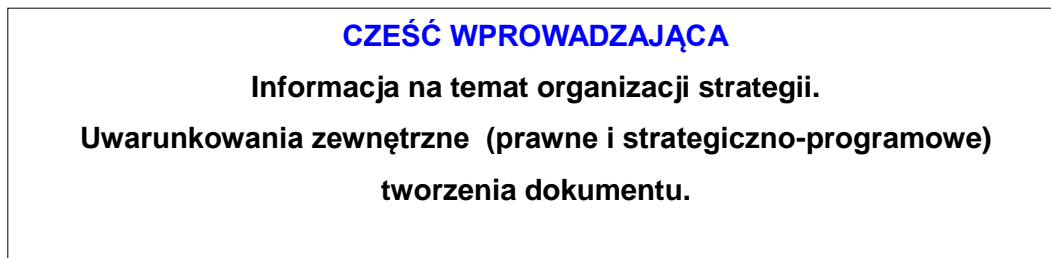 CZEŚĆ WPROWADZAJĄCA
Informacja na temat organizacji strategii.
Uwarunkowania zewnętrzne  (prawne i strategiczno-programowe)
tworzenia dokumentu.